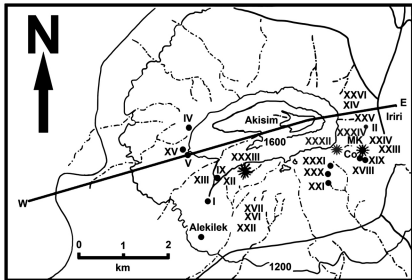 N
XXVI
XIV
E
Iriri
XXV
II
IV
Akisim
XXXIV
MK
XXIV
1600
XXXII
XXIII
XV
V
XXXIII
Co
XIX
IX
XXXI
XVIII
XIII
XII
XXX
XXI
W
I
XVII
XVI
Alekilek
XXII
0 1 2
km
1200